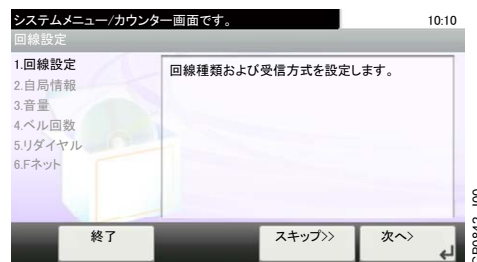 システムメニュー/カウンター画面です。
10:10
回線設定
1.回線設定
2.自局情報
3.音量
4.ベル回数
5.リダイヤル
6.Fネット
回線種類および受信方式を設定します。
終了
スキップ>>
次へ>